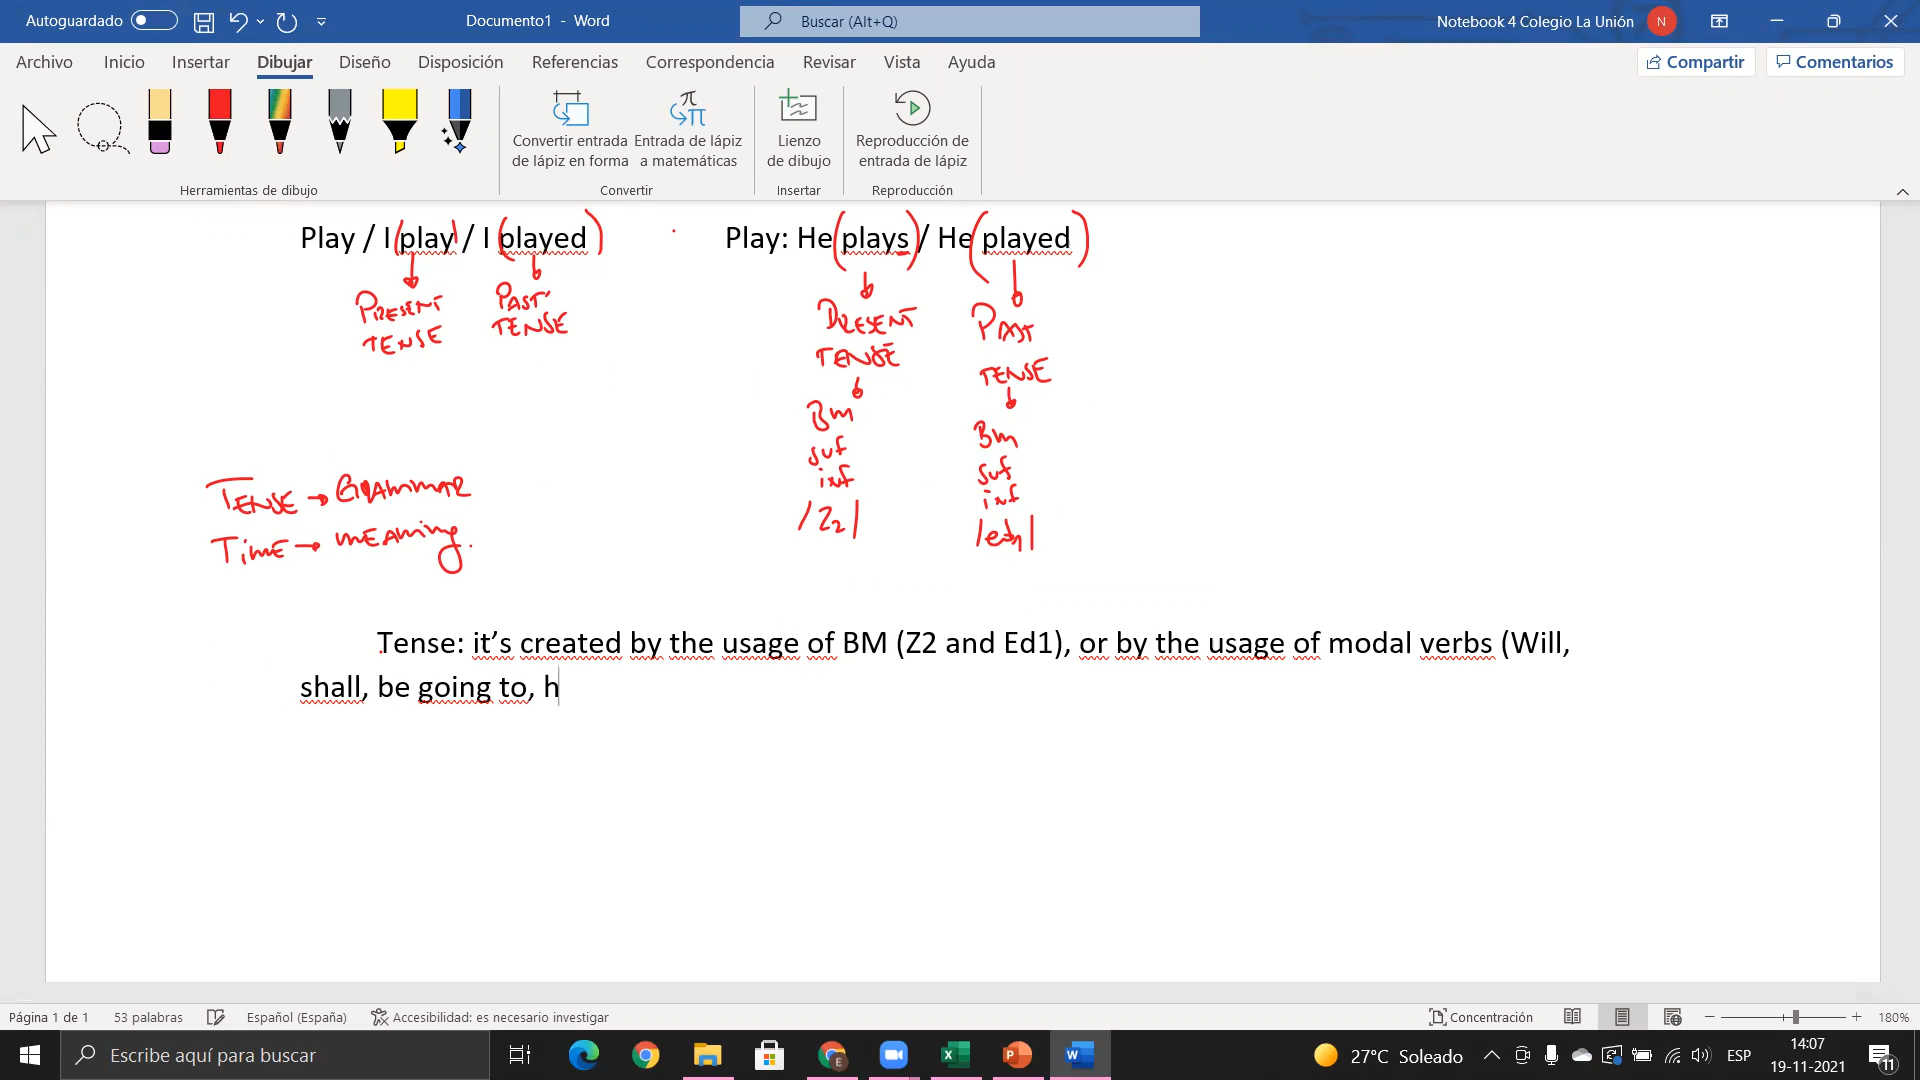 Autoguardado
Documento1 - Word
Buscar (Alt+Q)
Notebook 4 Colegio La Unión
N
Archivo Inicio Insertar Dibujar Diseño Disposición Referencias Correspondencia Revisar Vista Ayuda
Compartir
Comentarios
Convertir entrada de lápiz en forma
Entrada de lápiz a matemáticas
Lienzo de dibujo
Reproducción de entrada de lápiz
Herramientas de dibujo
Convertir
Insertar
Reproducción
Play / I play / I played
Play: He plays / He played
PRESENT
TENSE
PAST
TENSE
PRESENT
TENSE
Bm
suf
inf
/Z2/
PAST
TENSE
Bm
suf
inf
/ed1/
TENSE → GRAMMAR
TIME → MEANING.
Tense: it’s created by the usage of BM (Z2 and Ed1), or by the usage of modal verbs (Will,
shall, be going to, h
Página 1 de 1
53 palabras
Español (España)
Accesibilidad: es necesario investigar
Concentración
180%
Escribe aquí para buscar
E
27°C Soleado
ESP
14:07
19-11-2021
11